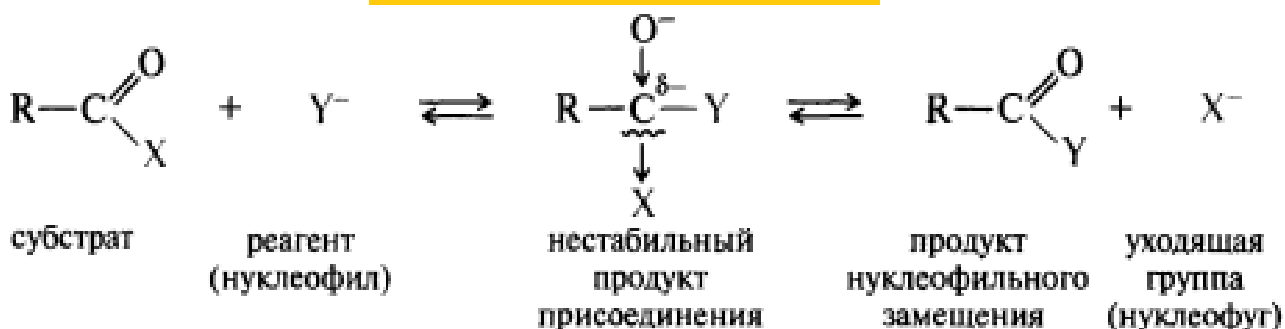 O⁻
O O
R—C + Y⁻ ⇌ R—C^δ−—Y ⇌ R—C + X⁻
X X Y
субстрат реагент нестабильный продукт уходящая
(нуклеофил) продукт нуклеофильного группа
присоединения замещения (нуклеофуг)